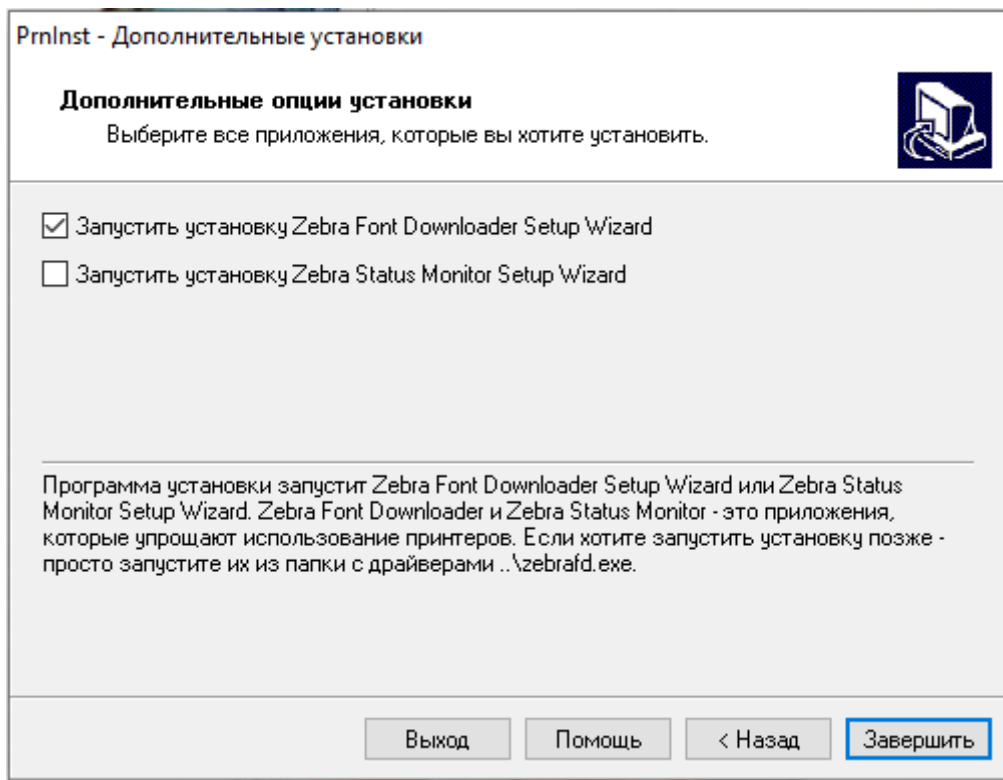 PrnInst - Дополнительные установки
Дополнительные опции установки
Выберите все приложения, которые вы хотите установить.
Запустить установку Zebra Font Downloader Setup Wizard
Запустить установку Zebra Status Monitor Setup Wizard
Программа установки запустит Zebra Font Downloader Setup Wizard или Zebra Status
Monitor Setup Wizard. Zebra Font Downloader и Zebra Status Monitor - это приложения,
которые упрощают использование принтеров. Если хотите запустить установку позже -
просто запустите их из папки с драйверами ..\zebrafd.exe.
Выход Помощь < Назад Завершить